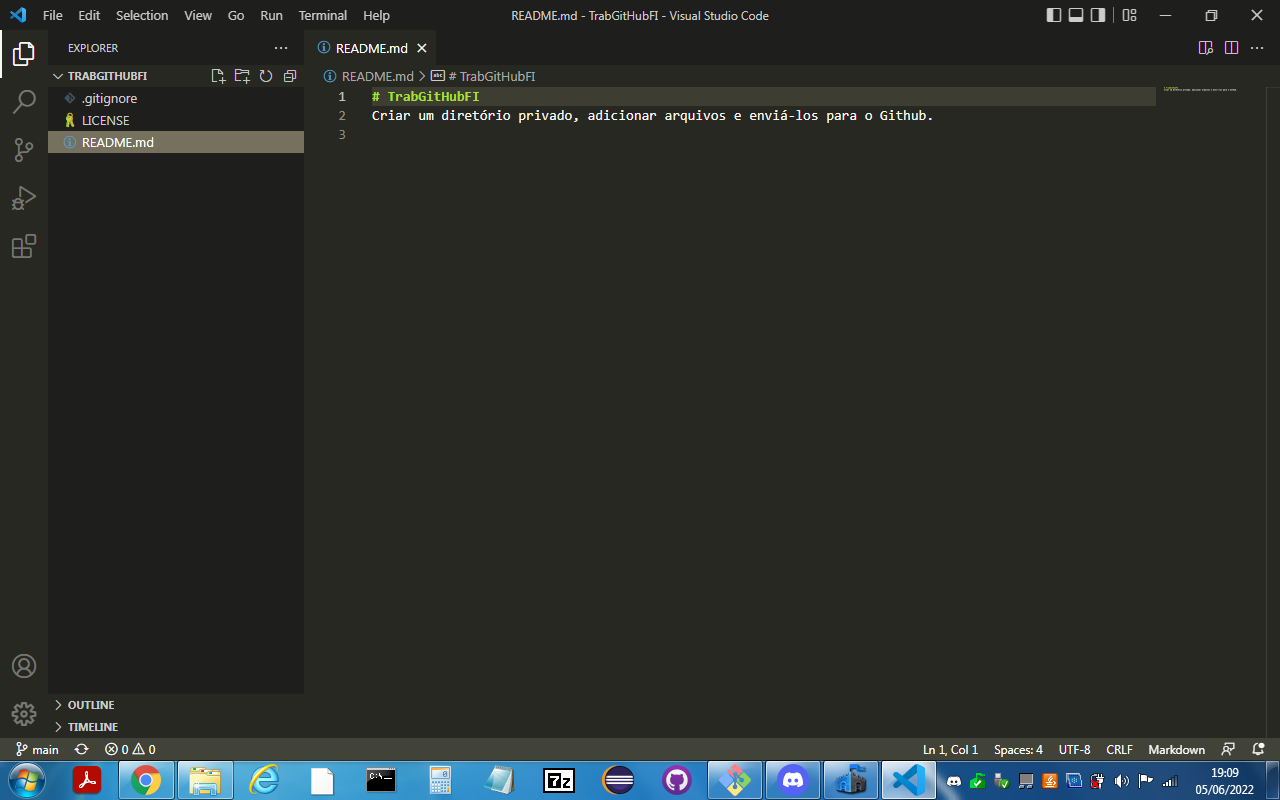 File Edit Selection View Go Run Terminal Help README.md - TrabGitHubFI - Visual Studio Code
EXPLORER
README.md
TRABGITHUBFI
README.md > # TrabGitHubFI
.gitignore
LICENSE
README.md
1 # TrabGitHubFI
2 Criar um diretório privado, adicionar arquivos e enviá-los para o Github.
3
OUTLINE
TIMELINE
main 0 0 Ln 1, Col 1 Spaces: 4 UTF-8 CRLF Markdown
C:\_
7z
19:09
05/06/2022